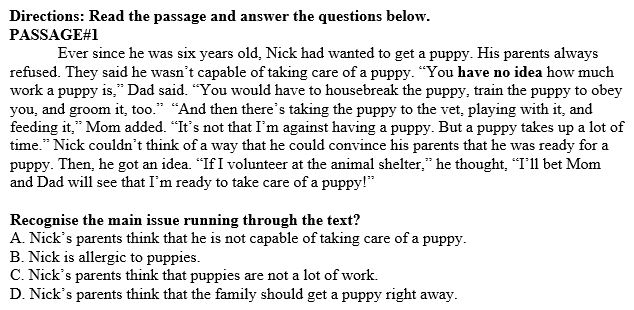 Directions: Read the passage and answer the questions below.
PASSAGE#1
Ever since he was six years old, Nick had wanted to get a puppy. His parents always
refused. They said he wasn’t capable of taking care of a puppy. “You have no idea how much
work a puppy is,” Dad said. “You would have to housebreak the puppy, train the puppy to obey
you, and groom it, too.” “And then there’s taking the puppy to the vet, playing with it, and
feeding it,” Mom added. “It’s not that I’m against having a puppy. But a puppy takes up a lot of
time.” Nick couldn’t think of a way that he could convince his parents that he was ready for a
puppy. Then, he got an idea. “If I volunteer at the animal shelter,” he thought, “I’ll bet Mom
and Dad will see that I’m ready to take care of a puppy!”
Recognise the main issue running through the text?
A. Nick’s parents think that he is not capable of taking care of a puppy.
B. Nick is allergic to puppies.
C. Nick’s parents think that puppies are not a lot of work.
D. Nick’s parents think that the family should get a puppy right away.